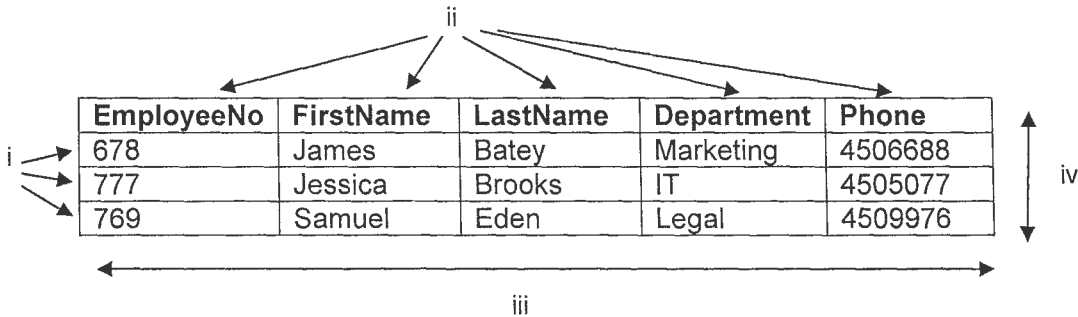 ii
EmployeeNo FirstName LastName Department Phone
i 678 James Batey Marketing 4506688
777 Jessica Brooks IT 4505077 iv
769 Samuel Eden Legal 4509976
iii